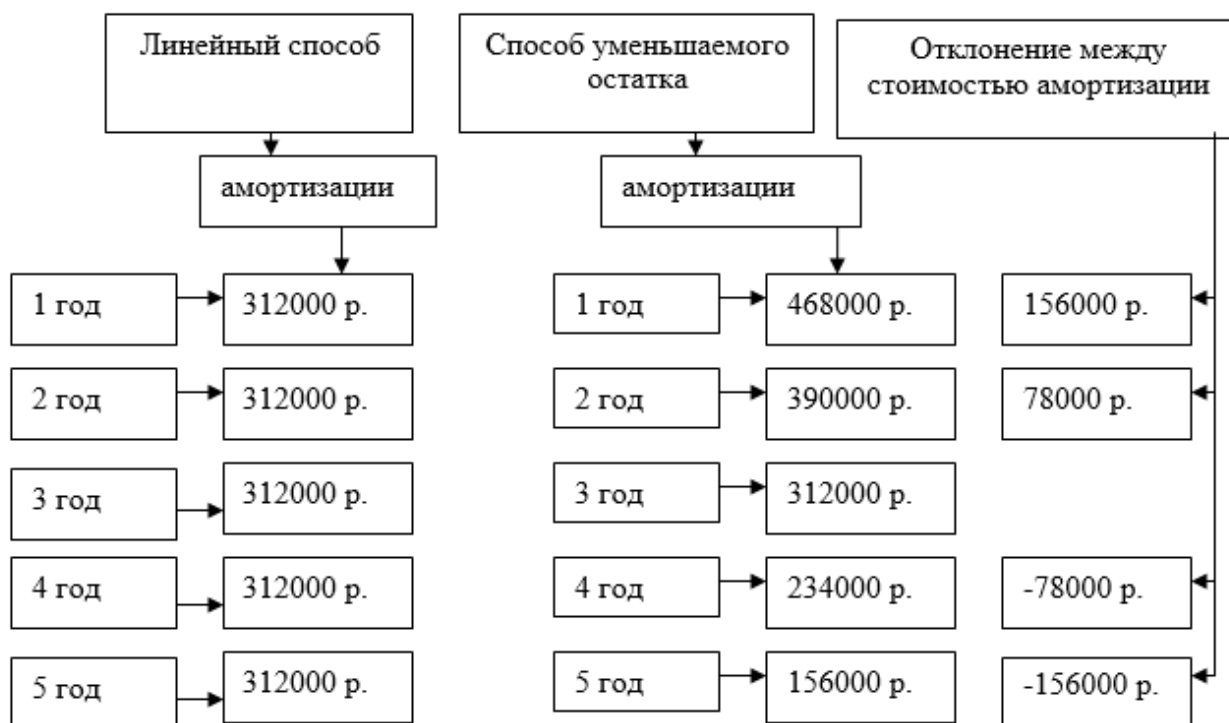 Линейный способ
Способ уменьшаемого
остатка
Отклонение между
стоимостью амортизации
амортизации
амортизации
1 год
312000 р.
1 год
468000 р.
156000 р.
2 год
312000 р.
2 год
390000 р.
78000 р.
3 год
312000 р.
3 год
312000 р.
4 год
312000 р.
4 год
234000 р.
-78000 р.
5 год
312000 р.
5 год
156000 р.
-156000 р.